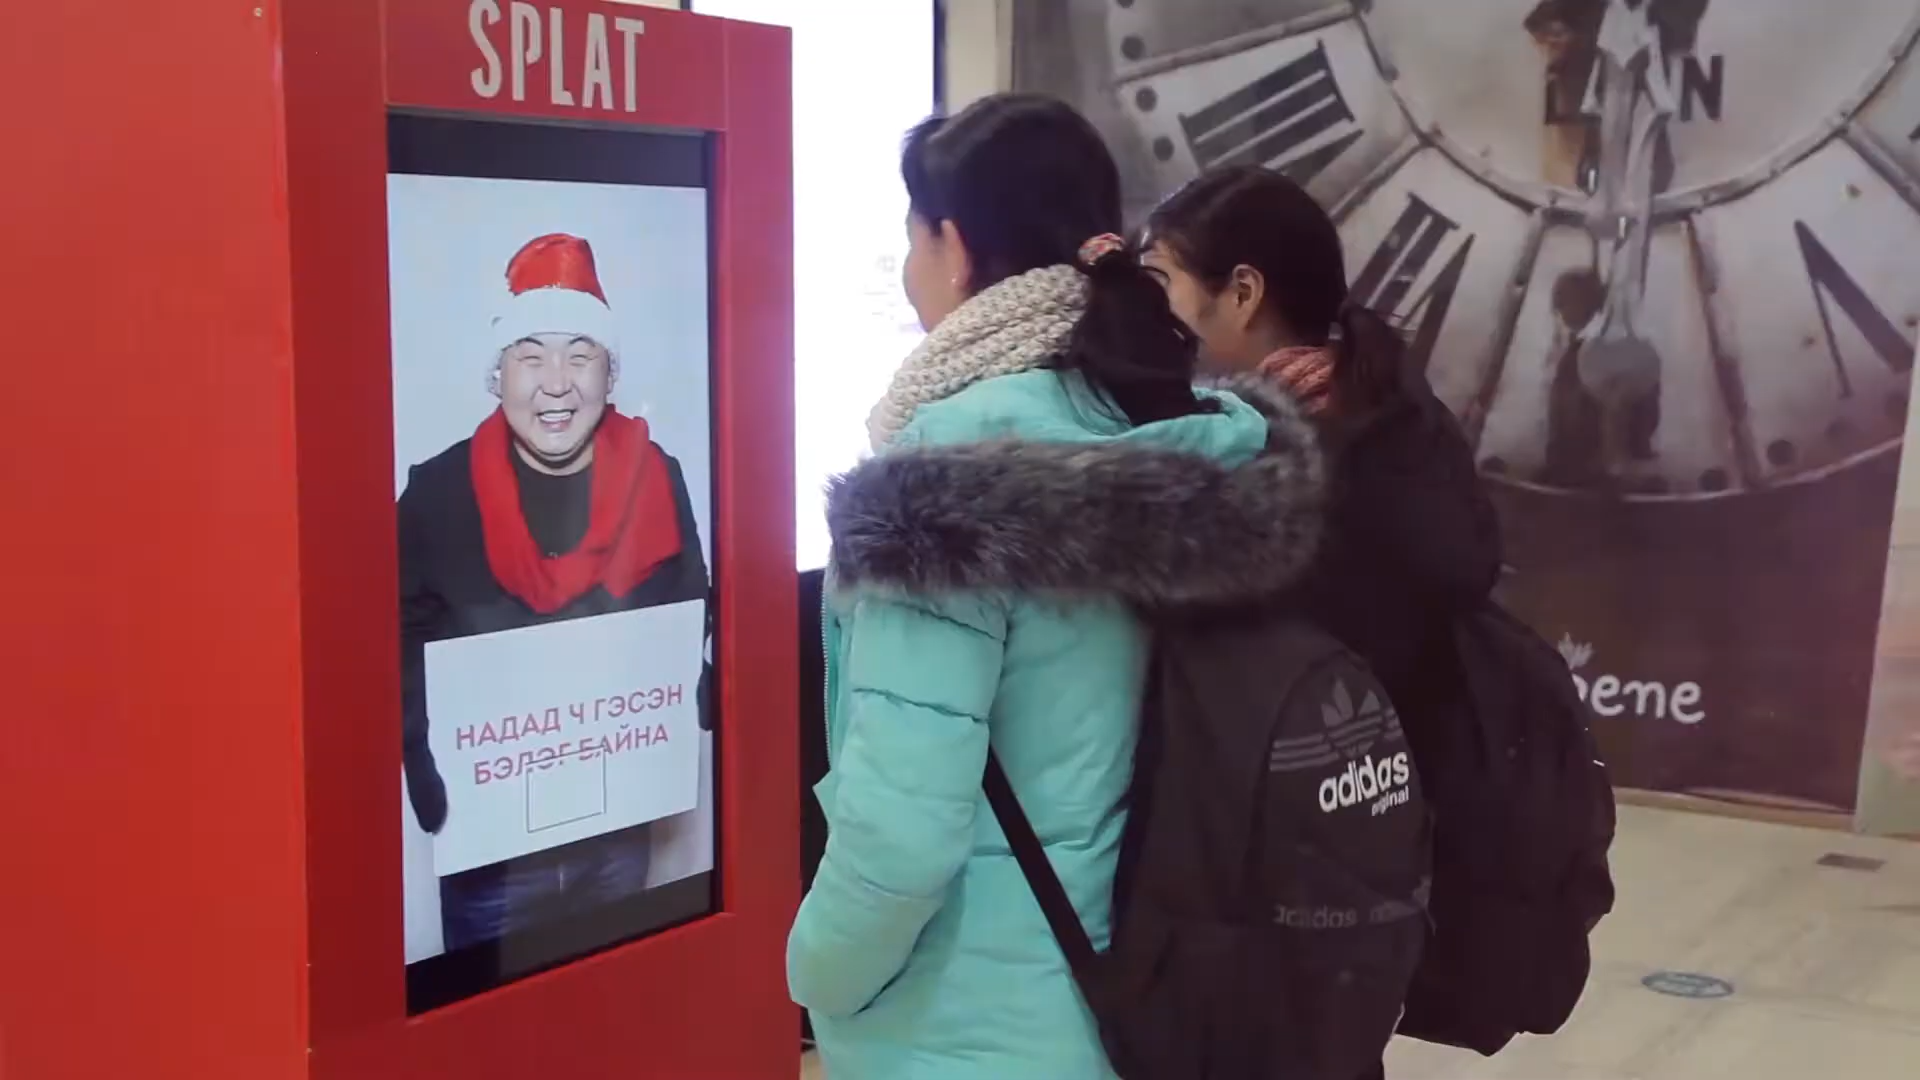 SPLAT
НАДАД Ч ГЭСЭН
БЭЛЭГ БАЙНА
adidas
original
adidas